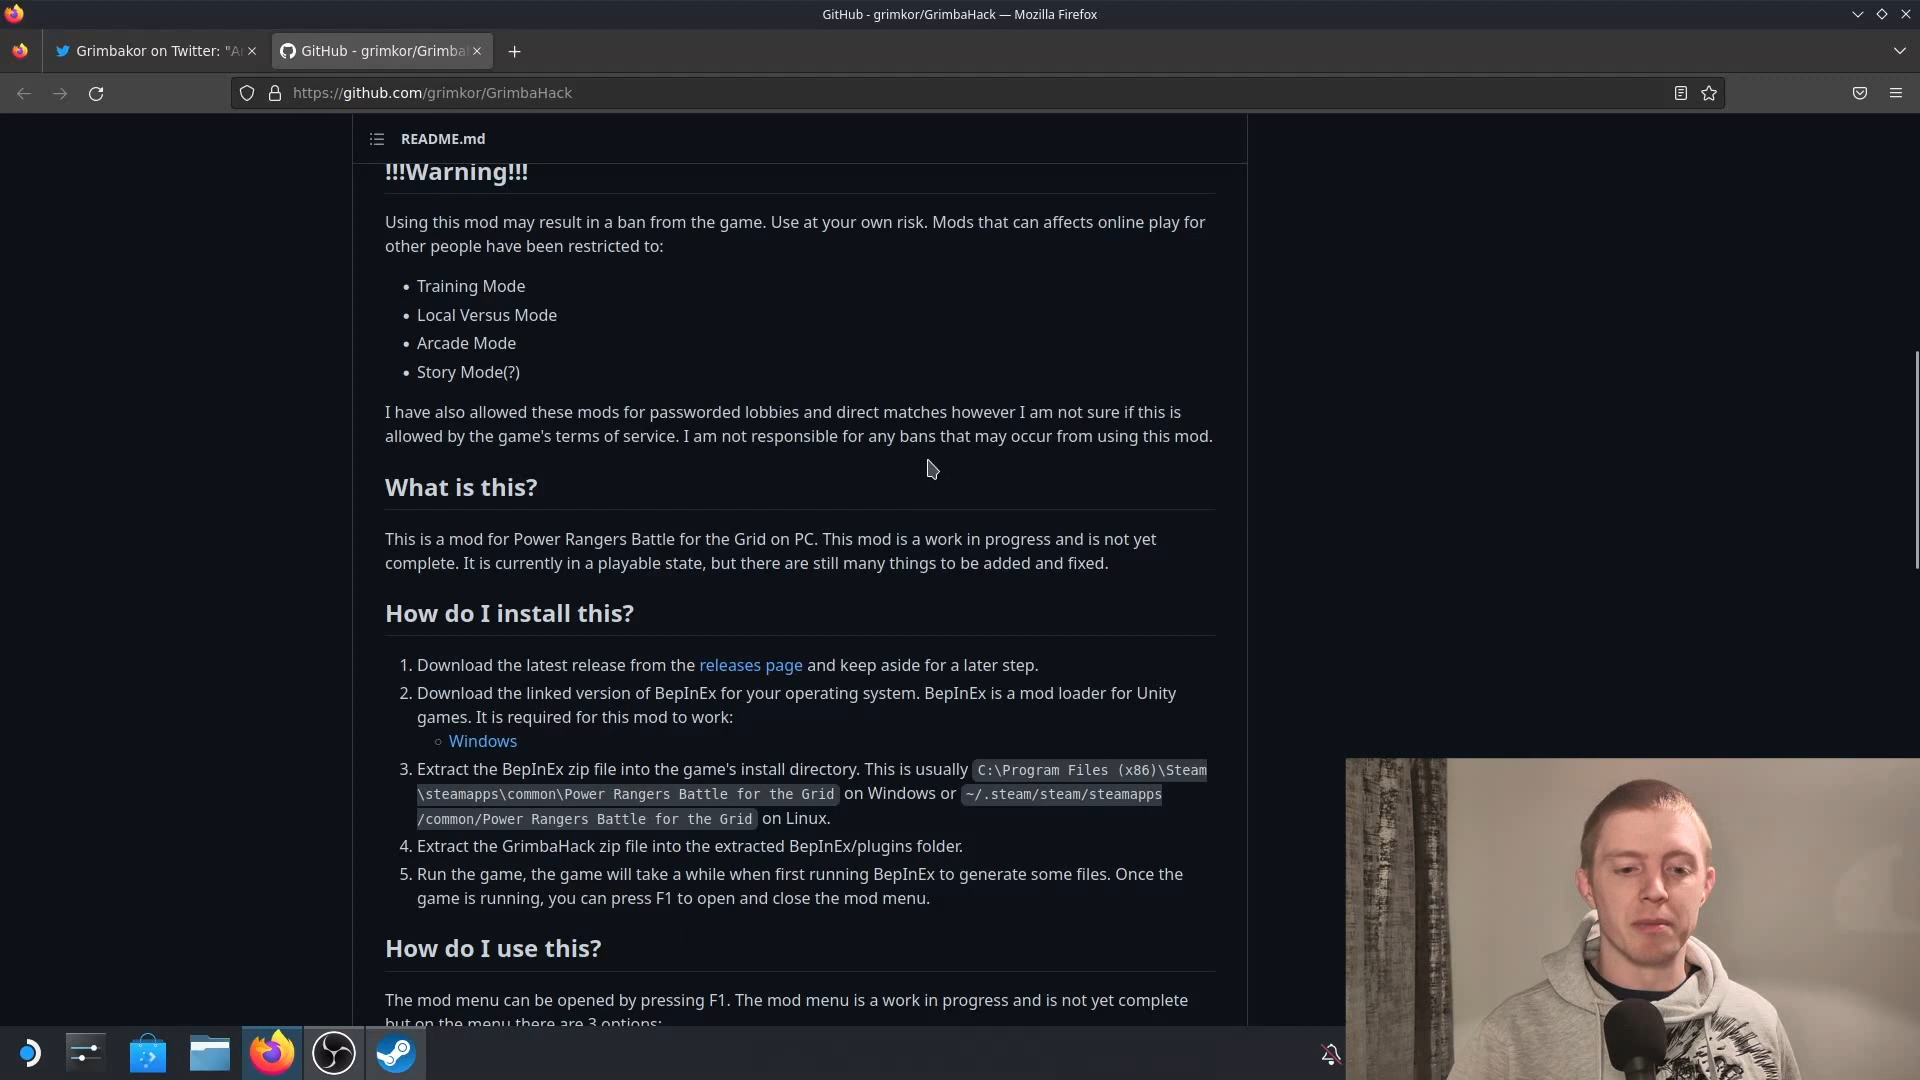 GitHub - grimkor/GrimbaHack — Mozilla Firefox
Grimbakor on Twitter: "A
GitHub - grimkor/Grimba
https://github.com/grimkor/GrimbaHack
README.md
!!!Warning!!!
Using this mod may result in a ban from the game. Use at your own risk. Mods that can affects online play for
other people have been restricted to:
• Training Mode
• Local Versus Mode
• Arcade Mode
• Story Mode(?)
I have also allowed these mods for passworded lobbies and direct matches however I am not sure if this is
allowed by the game's terms of service. I am not responsible for any bans that may occur from using this mod.
What is this?
This is a mod for Power Rangers Battle for the Grid on PC. This mod is a work in progress and is not yet
complete. It is currently in a playable state, but there are still many things to be added and fixed.
How do I install this?
1. Download the latest release from the releases page and keep aside for a later step.
2. Download the linked version of BepInEx for your operating system. BepInEx is a mod loader for Unity
games. It is required for this mod to work:
○ Windows
3. Extract the BepInEx zip file into the game's install directory. This is usually C:\Program Files (x86)\Steam
\steamapps\common\Power Rangers Battle for the Grid on Windows or ~/.steam/steam/steamapps
/common/Power Rangers Battle for the Grid on Linux.
4. Extract the GrimbaHack zip file into the extracted BepInEx/plugins folder.
5. Run the game, the game will take a while when first running BepInEx to generate some files. Once the
game is running, you can press F1 to open and close the mod menu.
How do I use this?
The mod menu can be opened by pressing F1. The mod menu is a work in progress and is not yet complete
but on the menu there are 3 options: